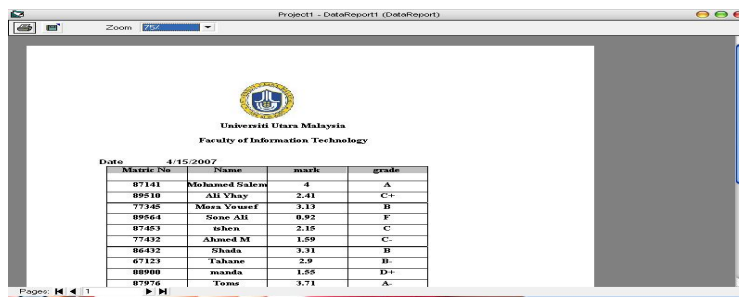 Project1 - DataReport1 (DataReport)
Zoom 75%
Universiti Utara Malaysia
Faculty of Information Technology
Date 4/15/2007
Matric No Name mark grade
87141 Mohamed Salem 4 A
89510 Ali Yhay 2.41 C+
77345 Mosa Yousef 3.13 B
89564 Sone Ali 0.92 F
87453 tshen 2.15 C
77432 Ahmed M 1.59 C-
86432 Shada 3.31 B
67123 Tahane 2.9 B-
88900 manda 1.55 D+
87976 Toms 3.71 A-
Pages: 1